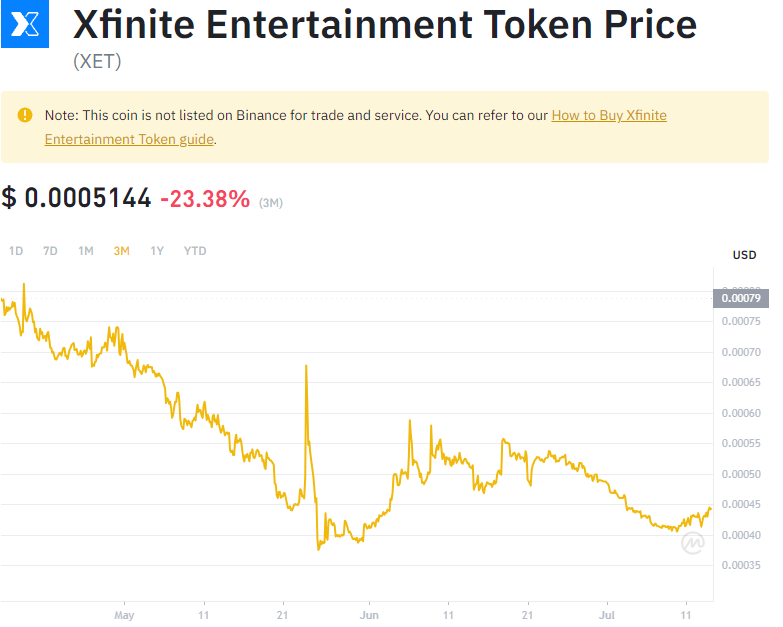 Xfinite Entertainment Token Price
(XET)
Note: This coin is not listed on Binance for trade and service. You can refer to our How to Buy Xfinite
Entertainment Token guide.
$ 0.0005144 -23.38% (3M)
1D 7D 1M 3M 1Y YTD
USD
0.00079
0.00075
0.00070
0.00065
0.00060
0.00055
0.00050
0.00045
0.00040
0.00035
May 11 21 Jun 11 21 Jul 11